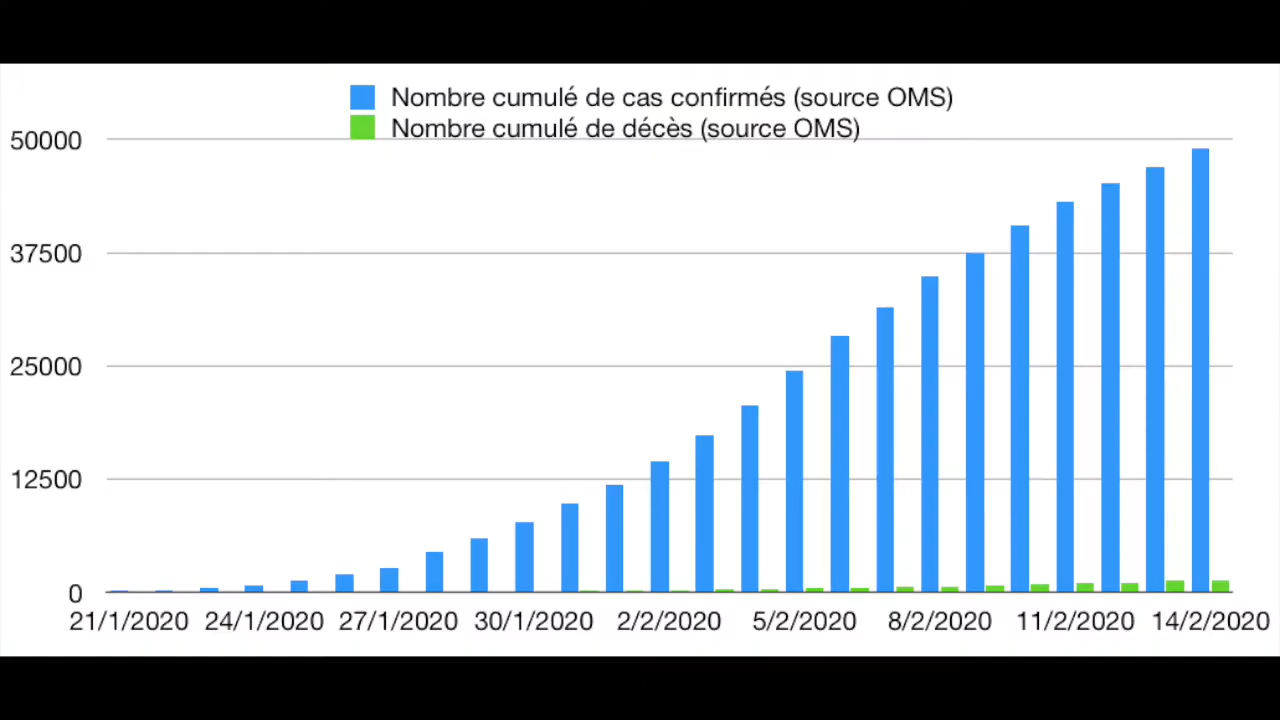 Nombre cumulé de cas confirmés (source OMS)
Nombre cumulé de décès (source OMS)
50000
37500
25000
12500
0
21/1/2020 24/1/2020 27/1/2020 30/1/2020 2/2/2020 5/2/2020 8/2/2020 11/2/2020 14/2/2020